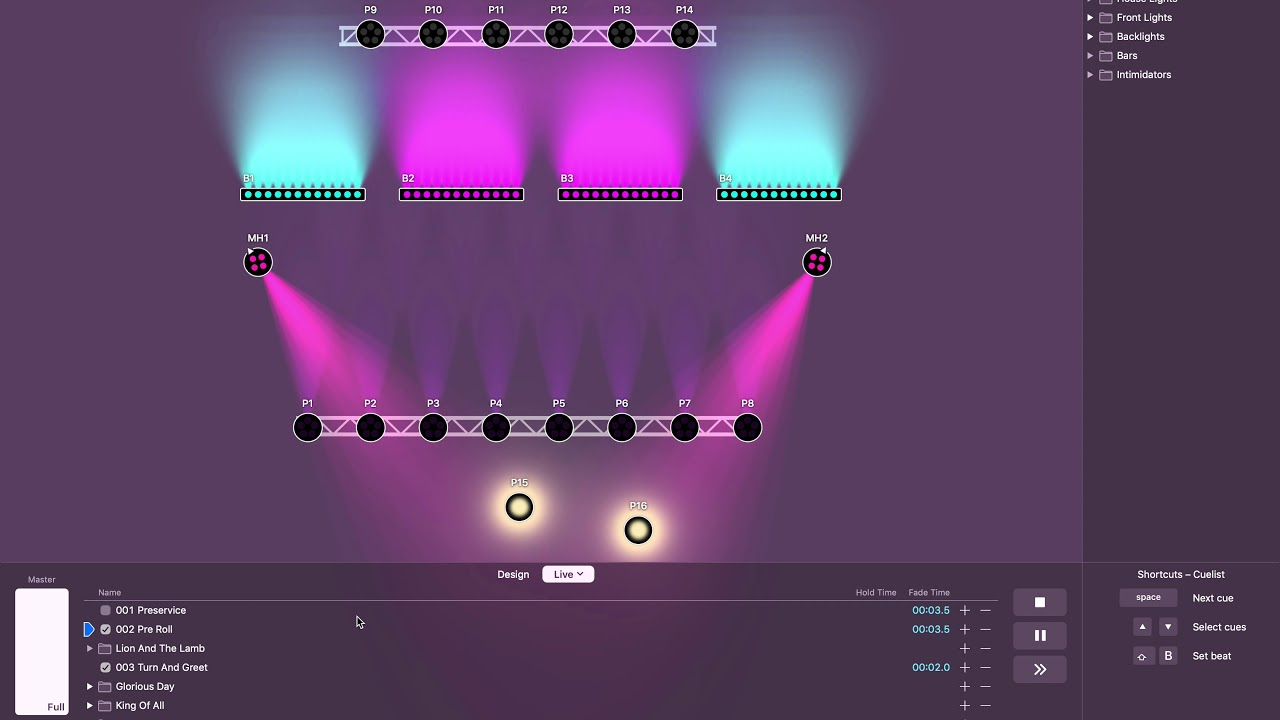 P9 P10 P11 P12 P13 P14
House Lights
Front Lights
Backlights
Bars
Intimidators
B1 B2 B3 B4
MH1 MH2
P1 P2 P3 P4 P5 P6 P7 P8
P15
P16
Design Live
Master
Full
Name Hold Time Fade Time
001 Preservice 00:03.5
002 Pre Roll 00:03.5
Lion And The Lamb
003 Turn And Greet 00:02.0
Glorious Day
King Of All
Shortcuts – Cuelist
space Next cue
Select cues
B Set beat